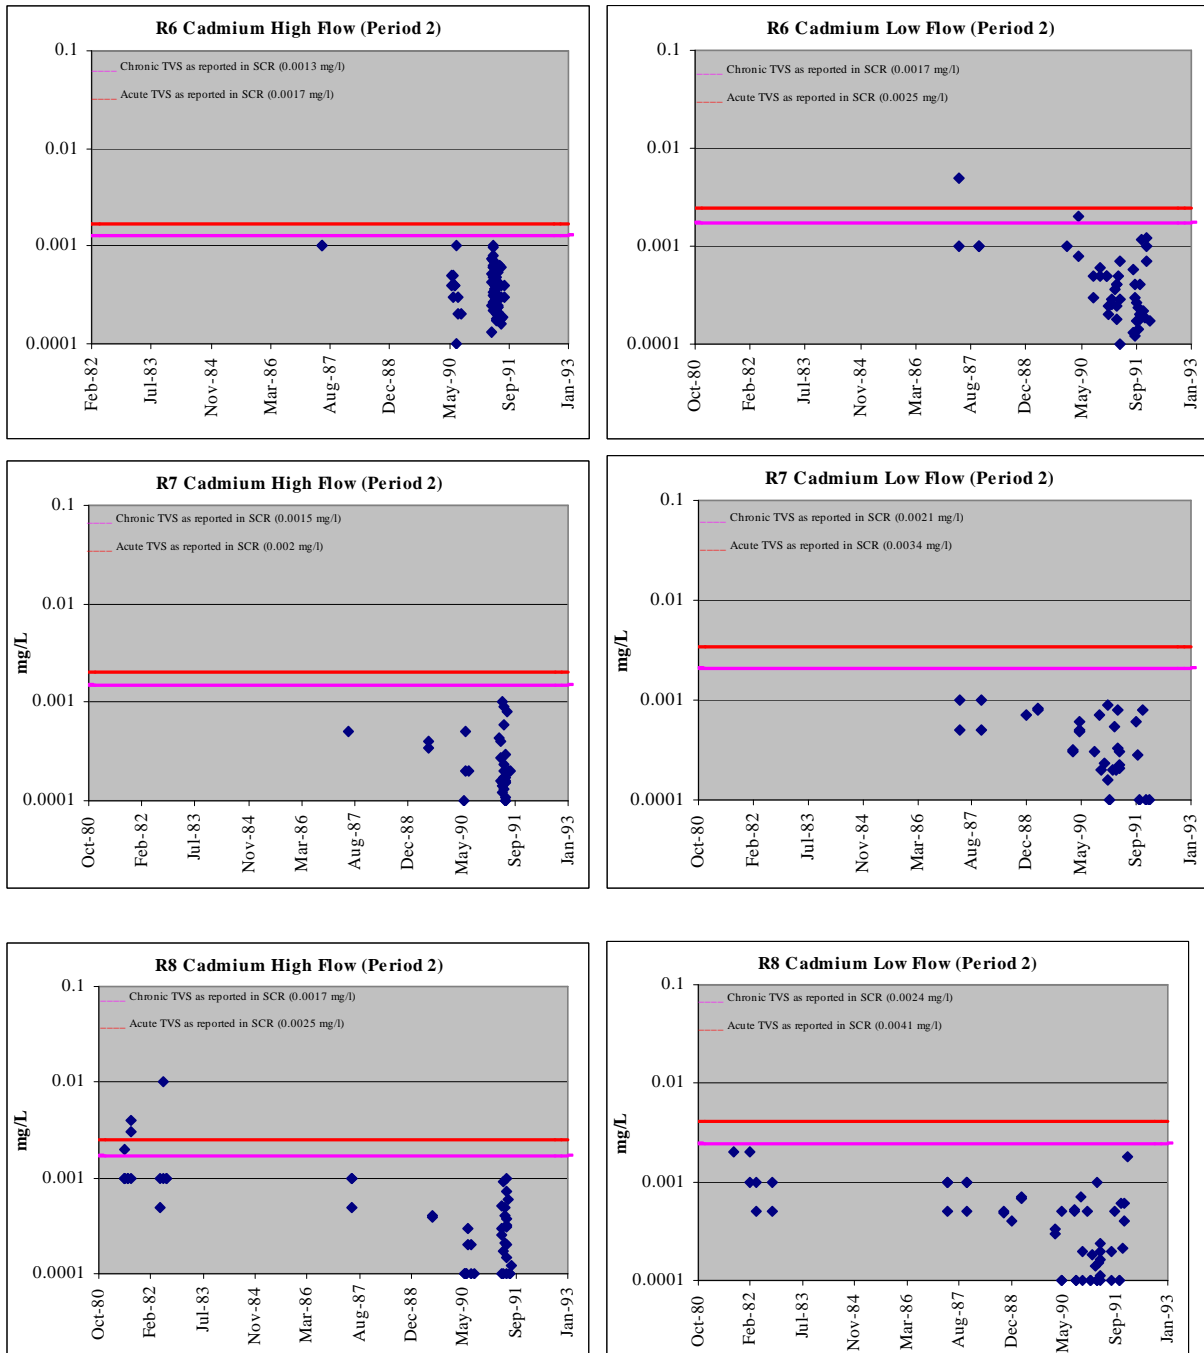 R6 Cadmium High Flow (Period 2)
0.1
Chronic TVS as reported in SCR (0.0013 mg/l)
Acute TVS as reported in SCR (0.0017 mg/l)
0.01
0.001
0.0001
Feb-82
Jul-83
Nov-84
Mar-86
Aug-87
Dec-88
May-90
Sep-91
Jan-93
R6 Cadmium Low Flow (Period 2)
0.1
Chronic TVS as reported in SCR (0.0017 mg/l)
Acute TVS as reported in SCR (0.0025 mg/l)
0.01
0.001
0.0001
Oct-80
Feb-82
Jul-83
Nov-84
Mar-86
Aug-87
Dec-88
May-90
Sep-91
Jan-93
R7 Cadmium High Flow (Period 2)
0.1
Chronic TVS as reported in SCR (0.0015 mg/l)
Acute TVS as reported in SCR (0.002 mg/l)
0.01
mg/L
0.001
0.0001
Oct-80
Feb-82
Jul-83
Nov-84
Mar-86
Aug-87
Dec-88
May-90
Sep-91
Jan-93
R7 Cadmium Low Flow (Period 2)
0.1
Chronic TVS as reported in SCR (0.0021 mg/l)
Acute TVS as reported in SCR (0.0034 mg/l)
0.01
mg/L
0.001
0.0001
Oct-80
Feb-82
Jul-83
Nov-84
Mar-86
Aug-87
Dec-88
May-90
Sep-91
Jan-93
R8 Cadmium High Flow (Period 2)
0.1
Chronic TVS as reported in SCR (0.0017 mg/l)
Acute TVS as reported in SCR (0.0025 mg/l)
0.01
mg/L
0.001
0.0001
Oct-80
Feb-82
Jul-83
Nov-84
Mar-86
Aug-87
Dec-88
May-90
Sep-91
Jan-93
R8 Cadmium Low Flow (Period 2)
0.1
Chronic TVS as reported in SCR (0.0024 mg/l)
Acute TVS as reported in SCR (0.0041 mg/l)
0.01
mg/L
0.001
0.0001
Oct-80
Feb-82
Jul-83
Nov-84
Mar-86
Aug-87
Dec-88
May-90
Sep-91
Jan-93